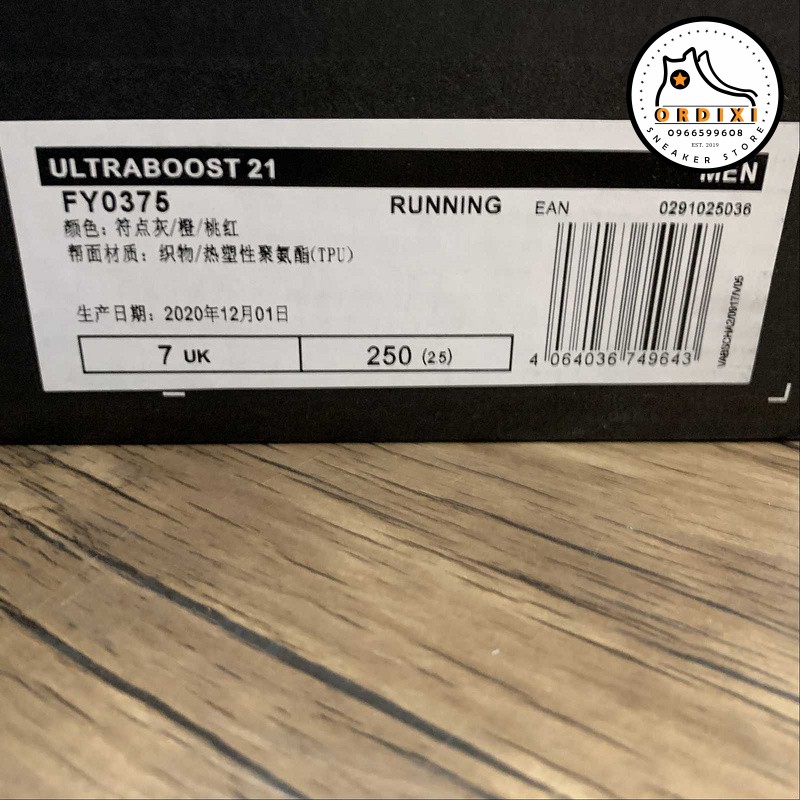 ORDIXI
0966599608
EST. 2019
SNEAKER STORE
ULTRABOOST 21 MEN
FY0375 RUNNING EAN 0291025036
颜色: 符点灰/橙/桃红
帮面材质: 织物/热塑性聚氨酯(TPU)
生产日期: 2020年12月01日
7 UK 250 (25)
4 064036 749643